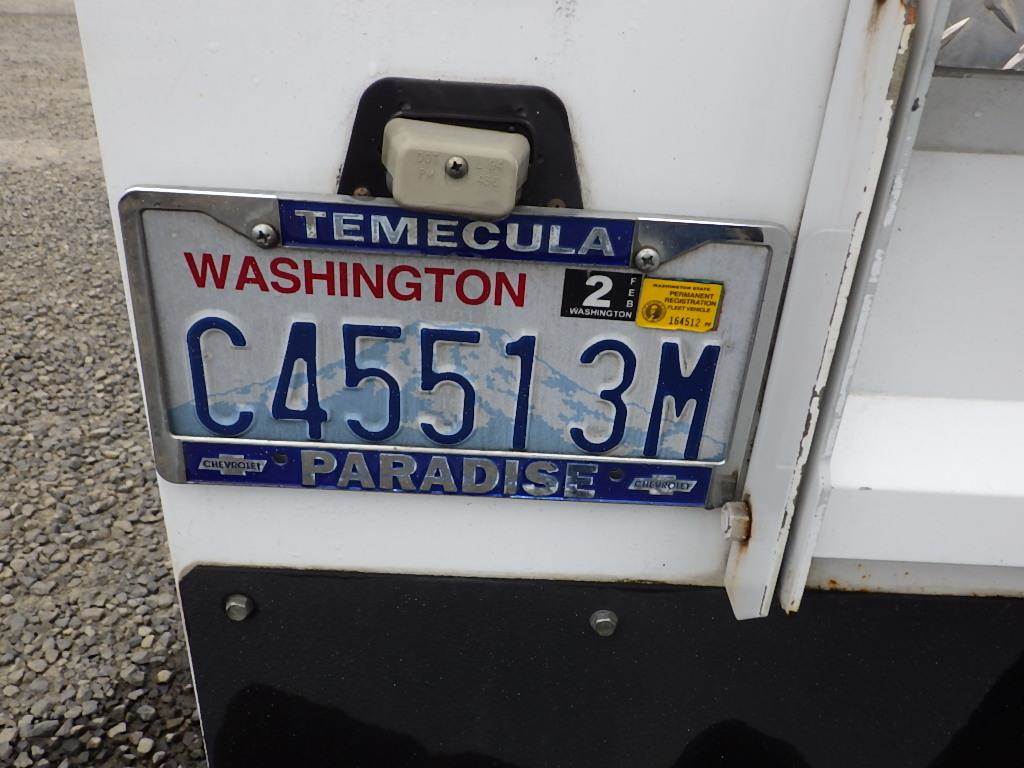 TEMECULA
WASHINGTON
2
FEB
WASHINGTON
WASHINGTON STATE
PERMANENT
REGISTRATION
FLEET VEHICLE
164512
C45513M
CHEVROLET
PARADISE
CHEVROLET